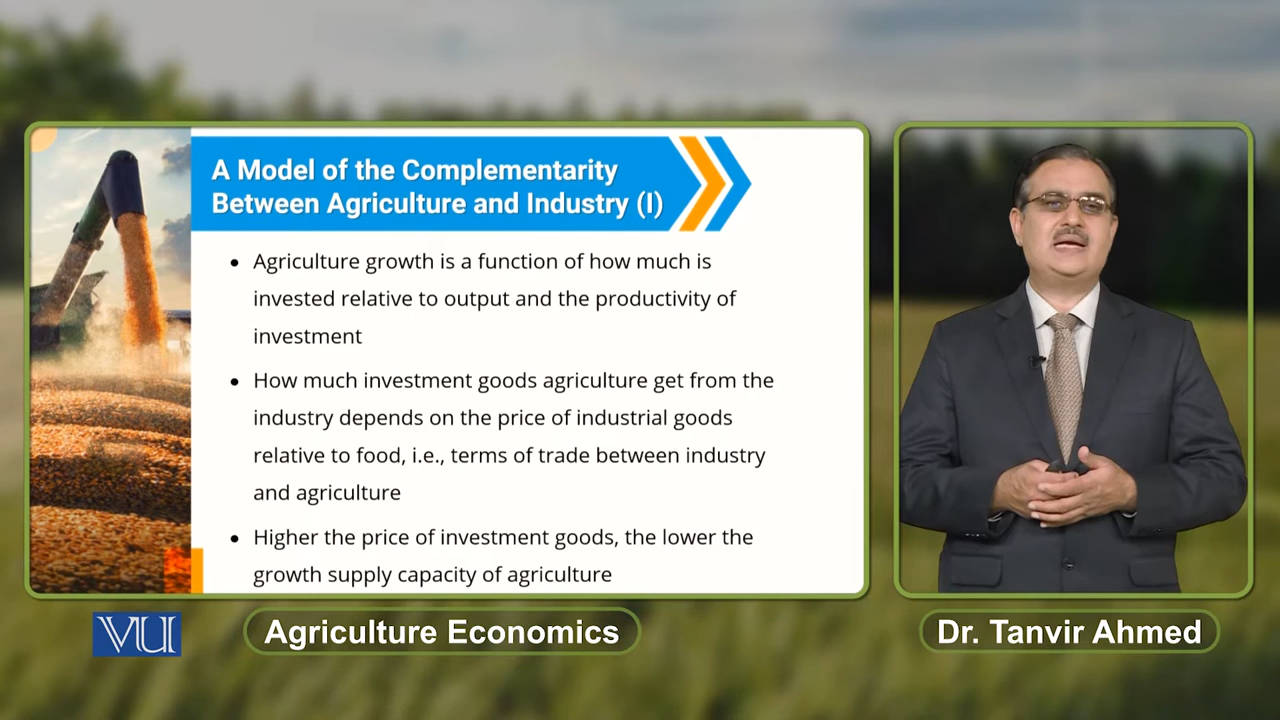 A Model of the Complementarity
Between Agriculture and Industry (I)
• Agriculture growth is a function of how much is
invested relative to output and the productivity of
investment
• How much investment goods agriculture get from the
industry depends on the price of industrial goods
relative to food, i.e., terms of trade between industry
and agriculture
• Higher the price of investment goods, the lower the
growth supply capacity of agriculture
VU
Agriculture Economics
Dr. Tanvir Ahmed